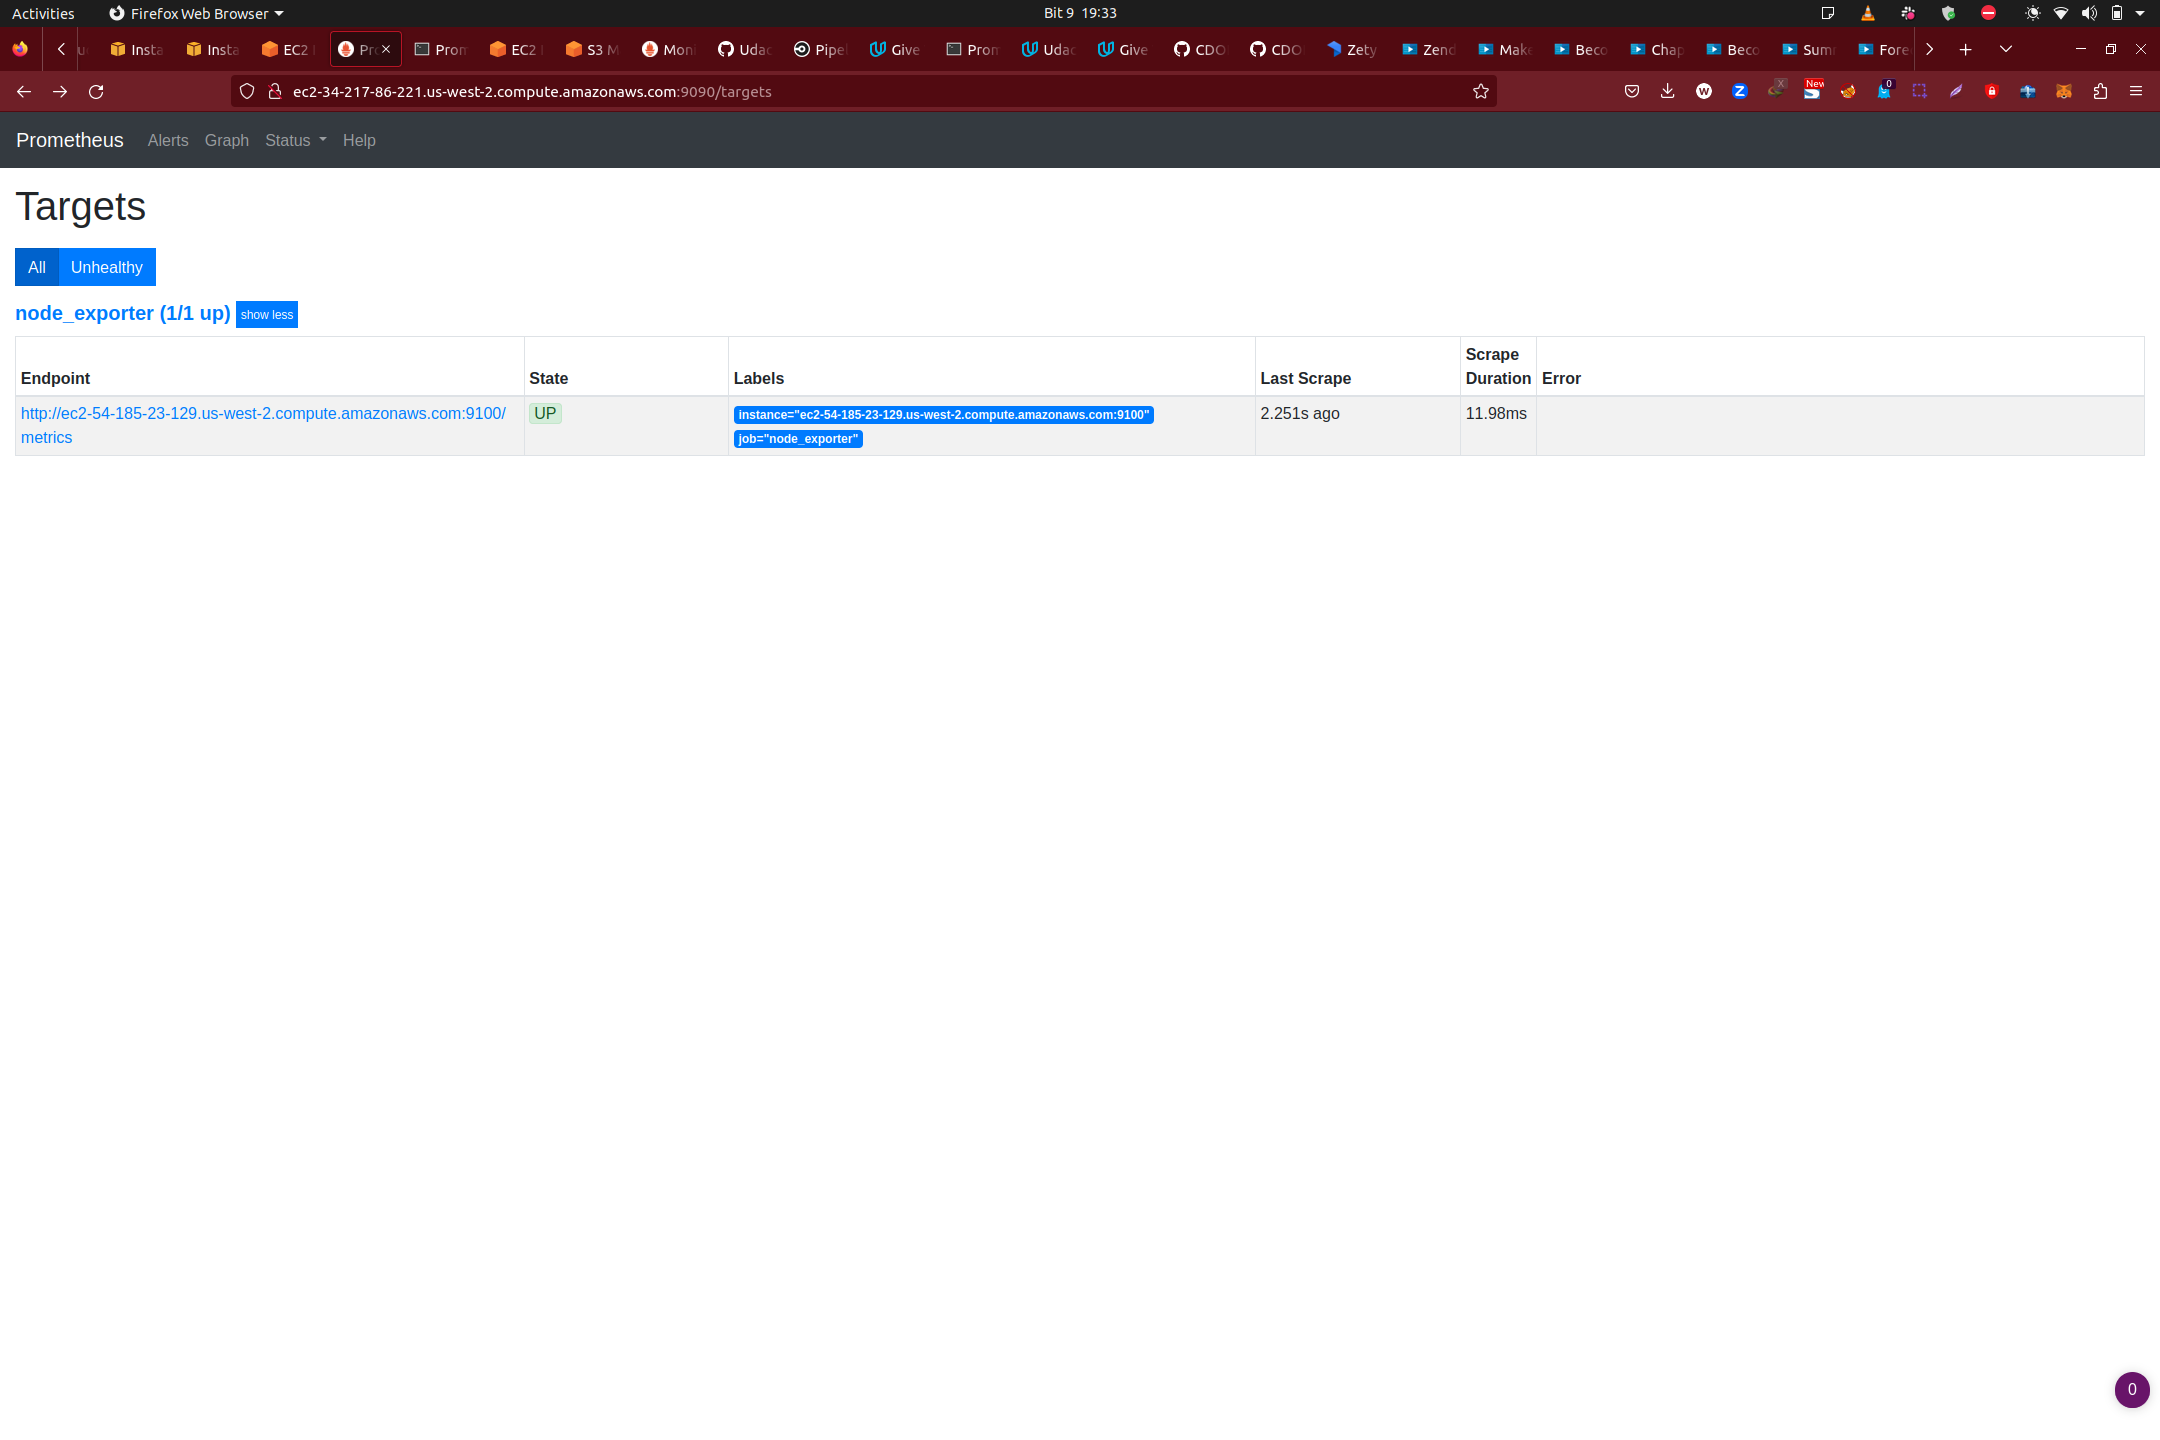 Activities Firefox Web Browser Bit 9 19:33
Insta Insta EC2 Pro Prom EC2 S3 M Moni Udac Pipel Give Prom Udac Give CDO CDO Zety Zend Make Beco Chap Beco Sum Fore
ec2-34-217-86-221.us-west-2.compute.amazonaws.com:9090/targets
W Z X New 0
Prometheus Alerts Graph Status Help
Targets
All Unhealthy
node_exporter (1/1 up) show less
Scrape
Endpoint State Labels Last Scrape Duration Error
http://ec2-54-185-23-129.us-west-2.compute.amazonaws.com:9100/ UP instance="ec2-54-185-23-129.us-west-2.compute.amazonaws.com:9100" 2.251s ago 11.98ms
metrics job="node_exporter"
0